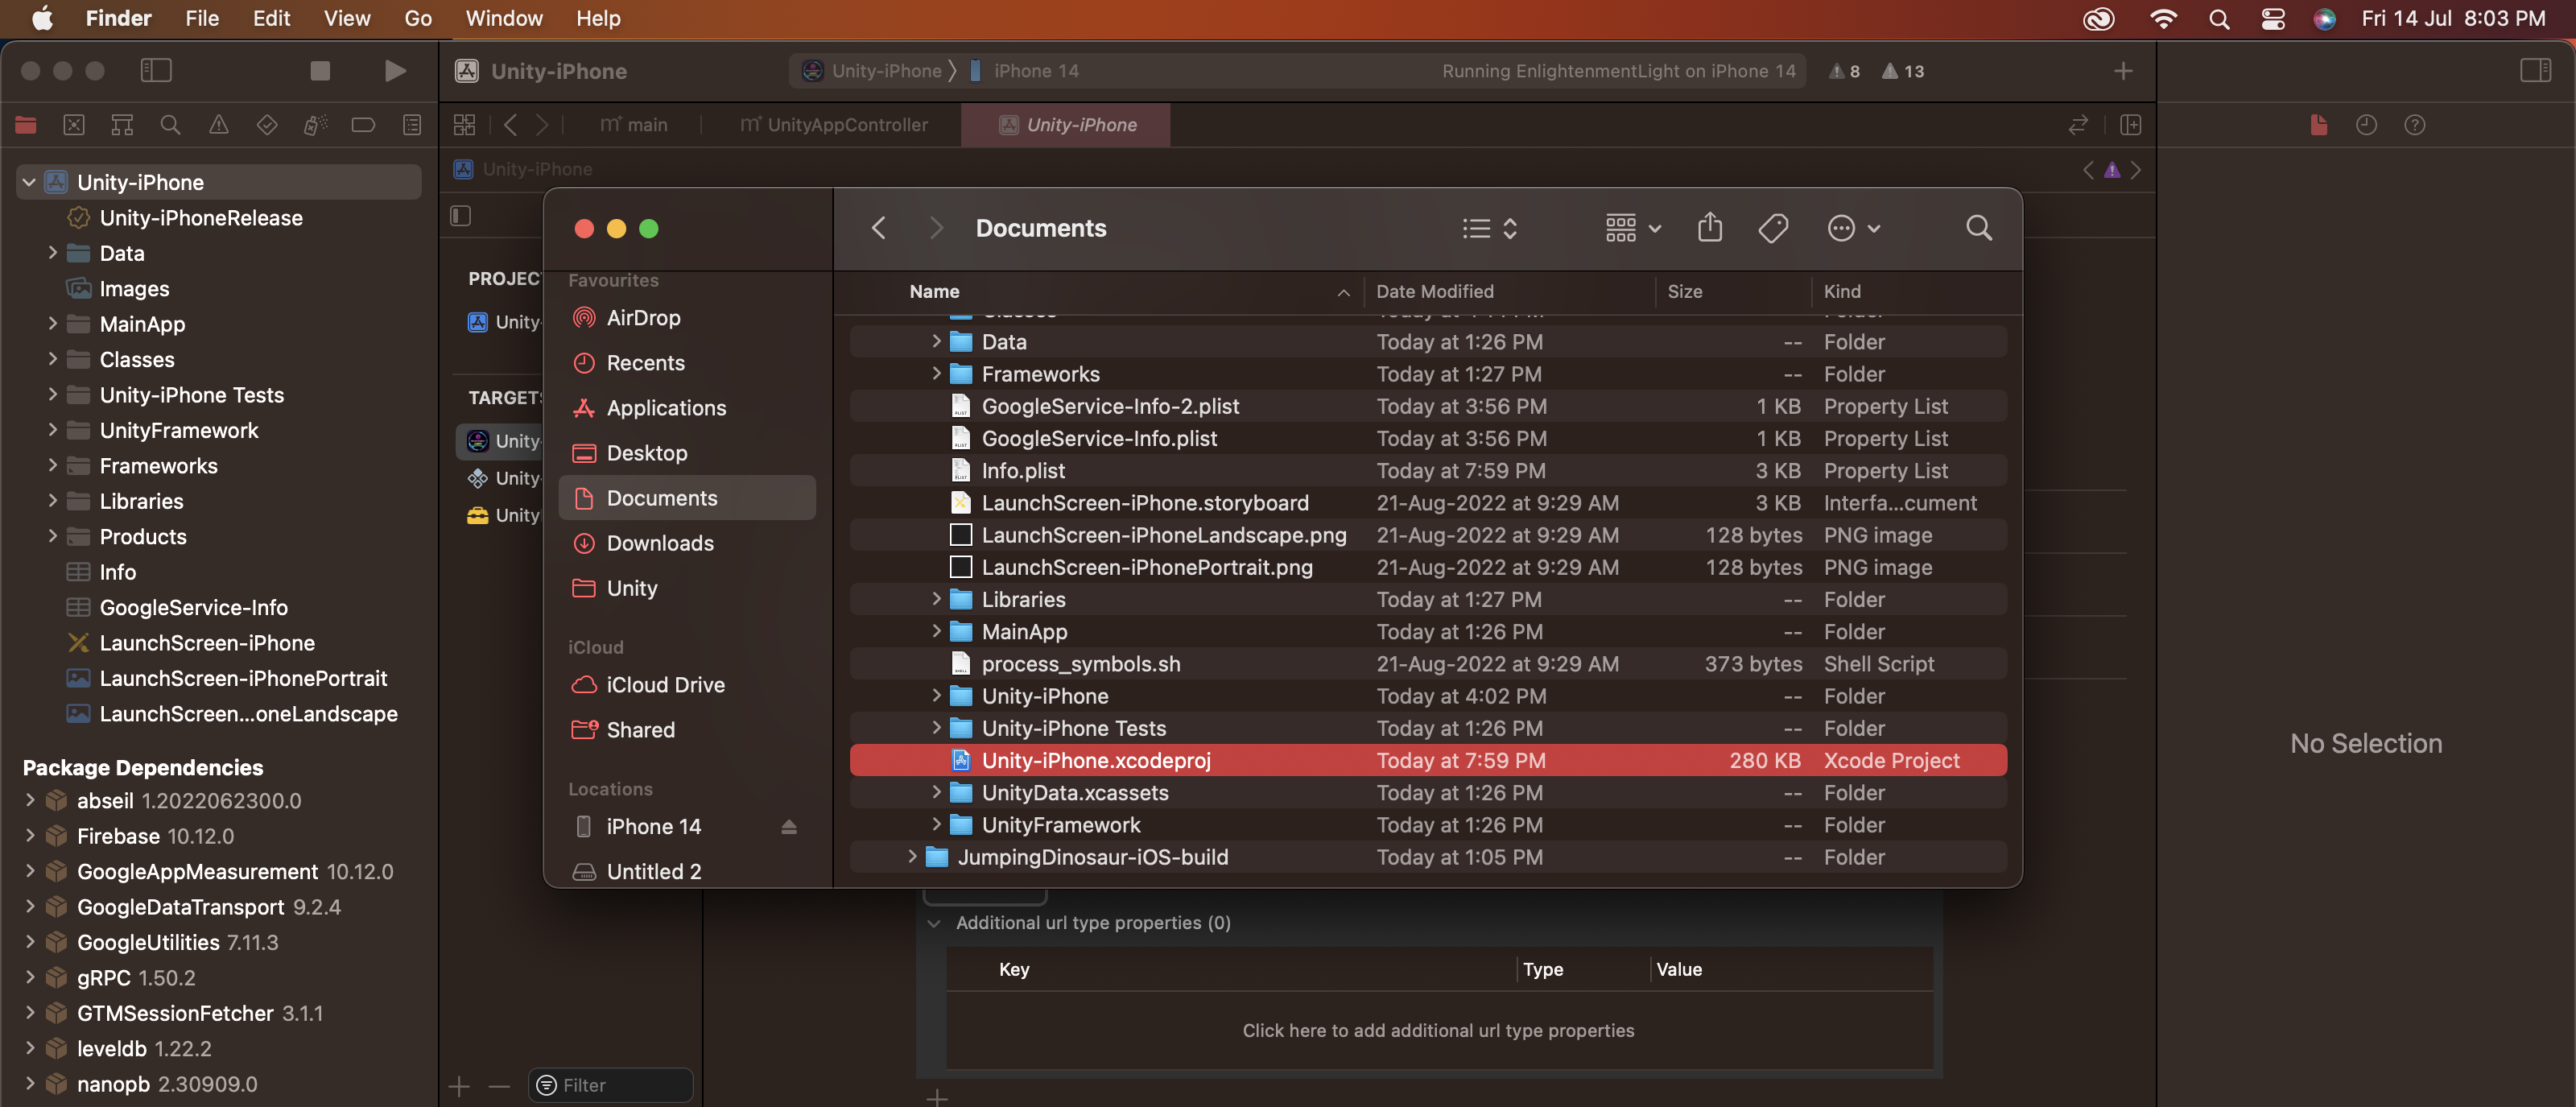 Finder File Edit View Go Window Help Fri 14 Jul 8:03 PM
Unity-iPhone Unity-iPhone iPhone 14 Running EnlightenmentLight on iPhone 14 8 13
main UnityAppController Unity-iPhone
Unity-iPhone
Unity-iPhone
Unity-iPhoneRelease
Data
Images
MainApp
Classes
Unity-iPhone Tests
UnityFramework
Frameworks
Libraries
Products
Info
GoogleService-Info
LaunchScreen-iPhone
LaunchScreen-iPhonePortrait
LaunchScreen...oneLandscape
Package Dependencies
abseil 1.2022062300.0
Firebase 10.12.0
GoogleAppMeasurement 10.12.0
GoogleDataTransport 9.2.4
GoogleUtilities 7.11.3
gRPC 1.50.2
GTMSessionFetcher 3.1.1
leveldb 1.22.2
nanopb 2.30909.0
PROJEC
Unity-
TARGET
Unity-
Unity-
Unity
Filter
Favourites
AirDrop
Recents
Applications
Desktop
Documents
Downloads
Unity
iCloud
iCloud Drive
Shared
Locations
iPhone 14
Untitled 2
Documents
Name Date Modified Size Kind
Data Today at 1:26 PM -- Folder
Frameworks Today at 1:27 PM -- Folder
GoogleService-Info-2.plist Today at 3:56 PM 1 KB Property List
GoogleService-Info.plist Today at 3:56 PM 1 KB Property List
Info.plist Today at 7:59 PM 3 KB Property List
LaunchScreen-iPhone.storyboard 21-Aug-2022 at 9:29 AM 3 KB Interfa...cument
LaunchScreen-iPhoneLandscape.png 21-Aug-2022 at 9:29 AM 128 bytes PNG image
LaunchScreen-iPhonePortrait.png 21-Aug-2022 at 9:29 AM 128 bytes PNG image
Libraries Today at 1:27 PM -- Folder
MainApp Today at 1:26 PM -- Folder
process_symbols.sh 21-Aug-2022 at 9:29 AM 373 bytes Shell Script
Unity-iPhone Today at 4:02 PM -- Folder
Unity-iPhone Tests Today at 1:26 PM -- Folder
Unity-iPhone.xcodeproj Today at 7:59 PM 280 KB Xcode Project
UnityData.xcassets Today at 1:26 PM -- Folder
UnityFramework Today at 1:26 PM -- Folder
JumpingDinosaur-iOS-build Today at 1:05 PM -- Folder
Additional url type properties (0)
Key Type Value
Click here to add additional url type properties
No Selection